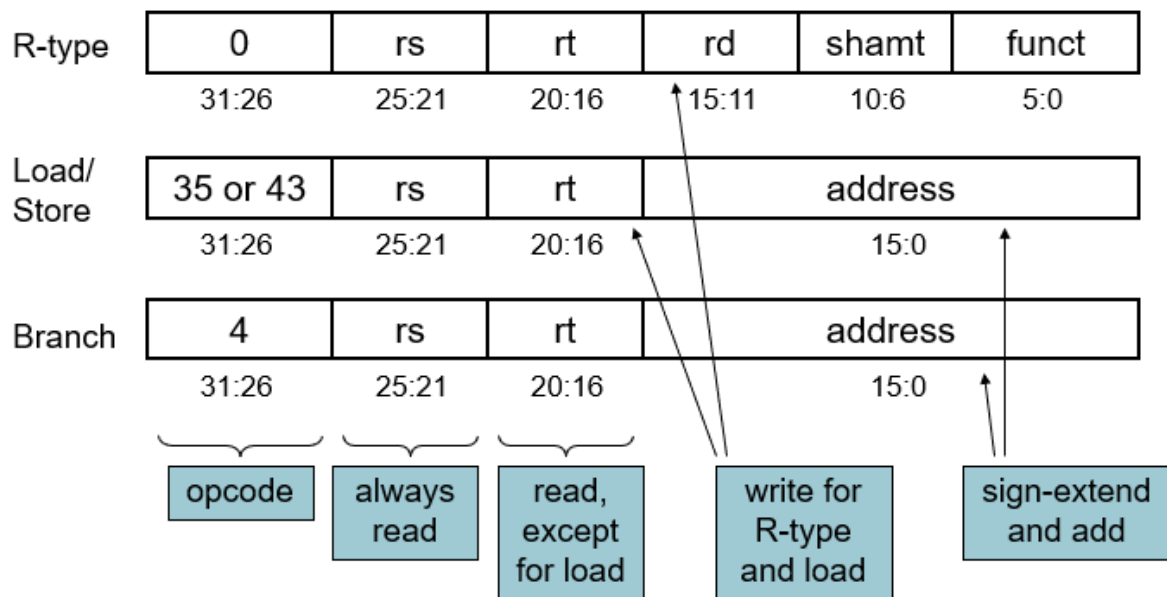 R-type 0 rs rt rd shamt funct
31:26 25:21 20:16 15:11 10:6 5:0
Load/
Store 35 or 43 rs rt address
31:26 25:21 20:16 15:0
Branch 4 rs rt address
31:26 25:21 20:16 15:0
opcode
always
read
read,
except
for load
write for
R-type
and load
sign-extend
and add